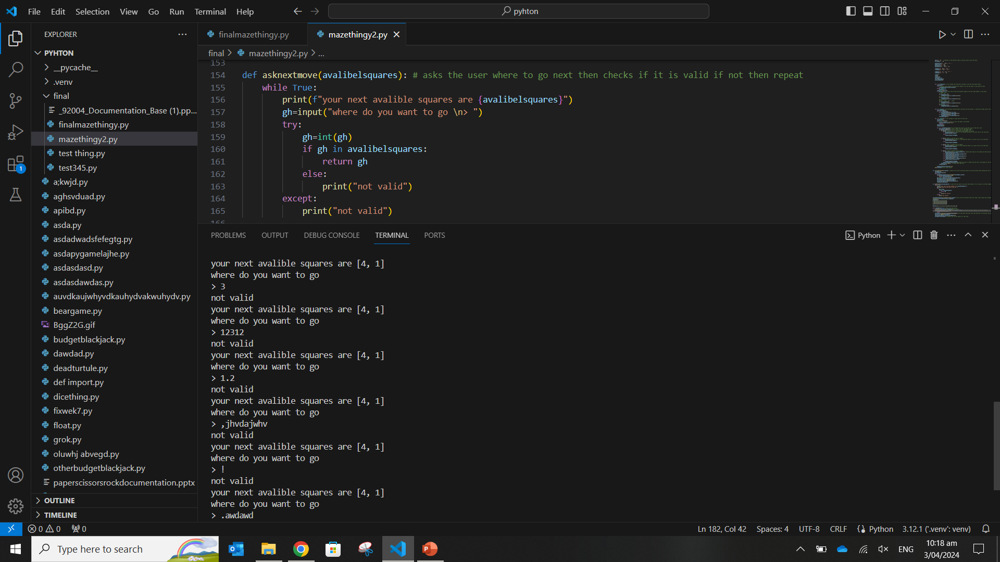 File Edit Selection View Go Run Terminal Help
pyhton
EXPLORER
PYHTON
__pycache__
.venv
final
_92004_Documentation_Base (1).pp...
finalmazethingy.py
mazethingy2.py
test thing.py
test345.py
a;kwjd.py
aghsvduad.py
apibd.py
asda.py
asdadwadsfefegtg.py
asdapygamelajhe.py
asdasdasd.py
asdasdawdas.py
auvdkaujwhyvdkauhydvakwuhydv.py
beargame.py
BggZ2G.gif
budgetblackjack.py
dawdad.py
deadturtule.py
def import.py
dicething.py
fixwek7.py
float.py
grok.py
oluwhj abvegd.py
otherbudgetblackjack.py
paperscissorsrockdocumentation.pptx
OUTLINE
TIMELINE
1
finalmazethingy.py
mazethingy2.py
final > mazethingy2.py > ...
153
154 def asknextmove(avalibelsquares): # asks the user where to go next then checks if it is valid if not then repeat
155 while True:
156 print(f"your next avalible squares are {avalibelsquares}")
157 gh=input("where do you want to go \n> ")
158 try:
159 gh=int(gh)
160 if gh in avalibelsquares:
161 return gh
162 else:
163 print("not valid")
164 except:
165 print("not valid")
166
PROBLEMS OUTPUT DEBUG CONSOLE TERMINAL PORTS
Python
your next avalible squares are [4, 1]
where do you want to go
> 3
not valid
your next avalible squares are [4, 1]
where do you want to go
> 12312
not valid
your next avalible squares are [4, 1]
where do you want to go
> 1.2
not valid
your next avalible squares are [4, 1]
where do you want to go
> ,jhvdajwhv
not valid
your next avalible squares are [4, 1]
where do you want to go
> !
not valid
your next avalible squares are [4, 1]
where do you want to go
> .awdawd
0 0 0
Ln 182, Col 42 Spaces: 4 UTF-8 CRLF Python 3.12.1 ('.venv': venv)
Type here to search
ENG
10:18 am
3/04/2024